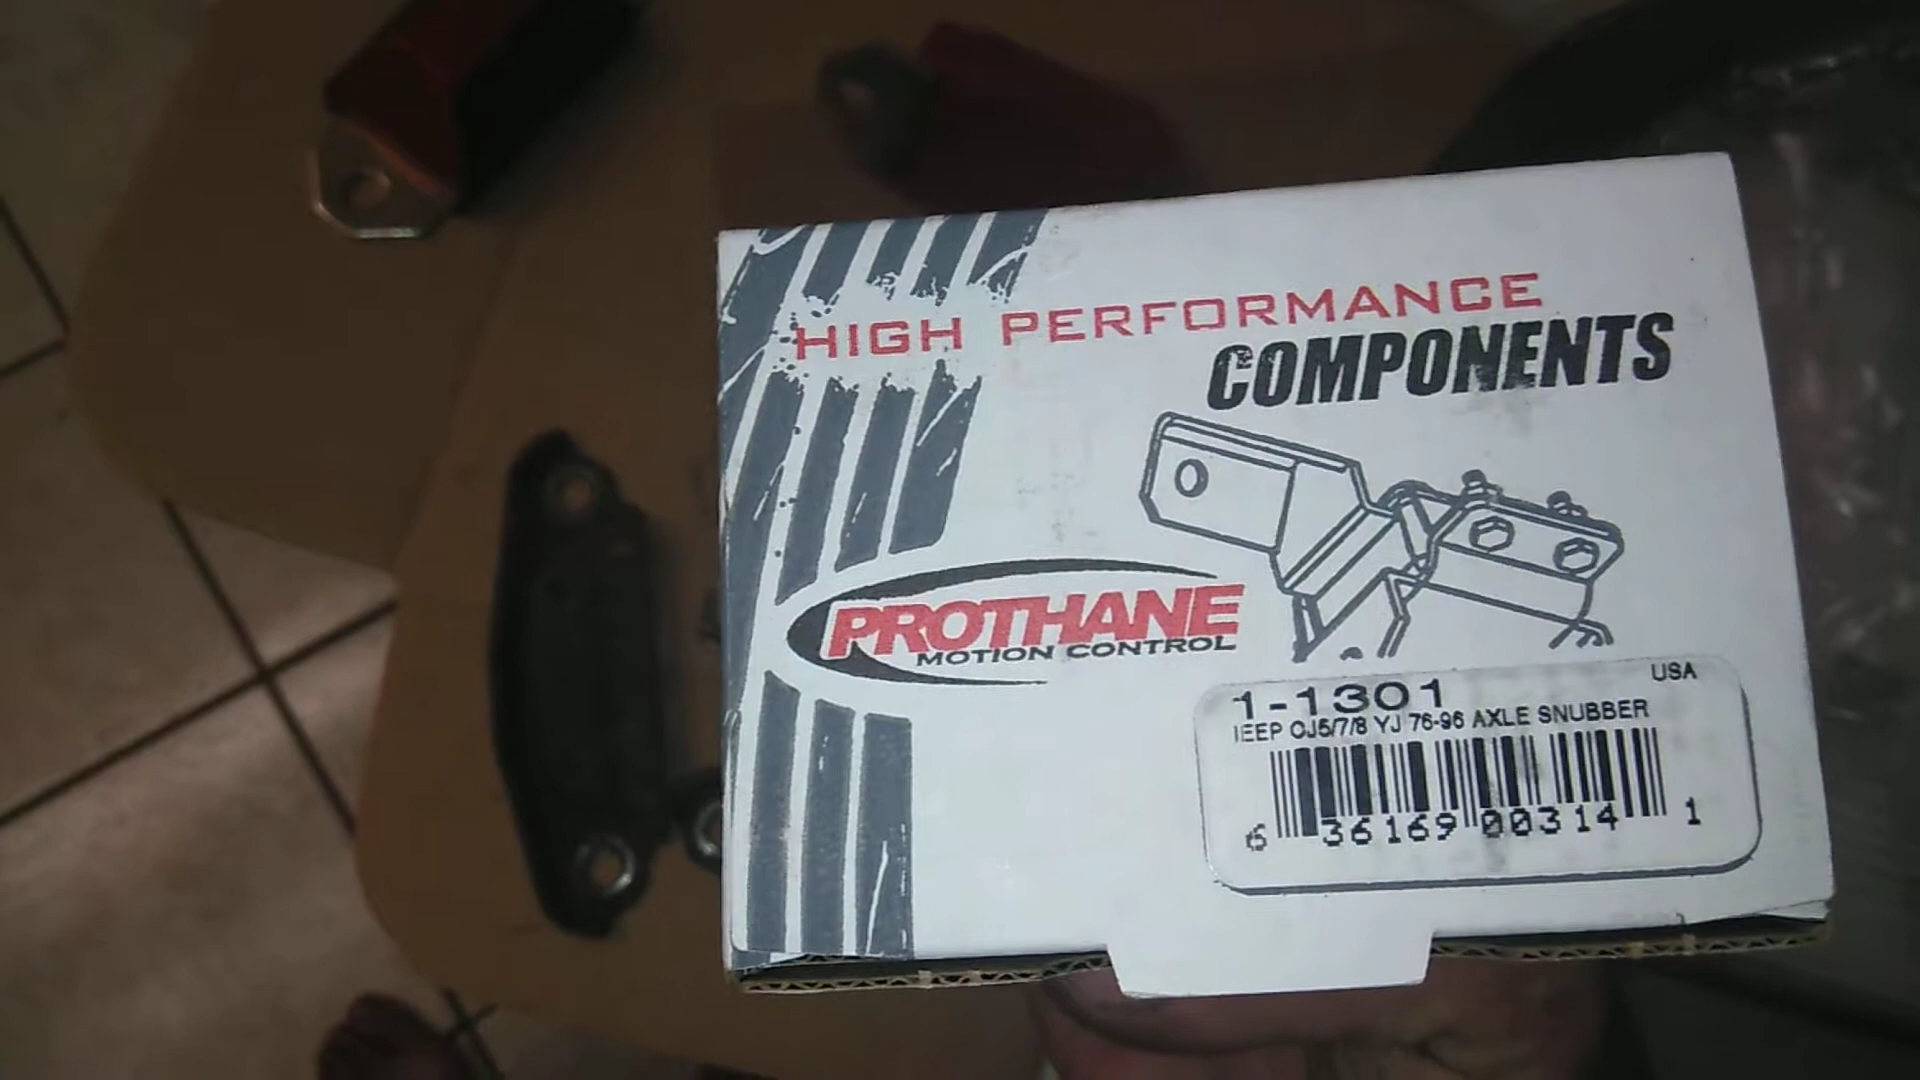 HIGH PERFORMANCE
COMPONENTS
PROTHANE
MOTION CONTROL
USA
1-1301
JEEP CJ5/7/8 YJ 76-96 AXLE SNUBBER
6 36169 00314 1